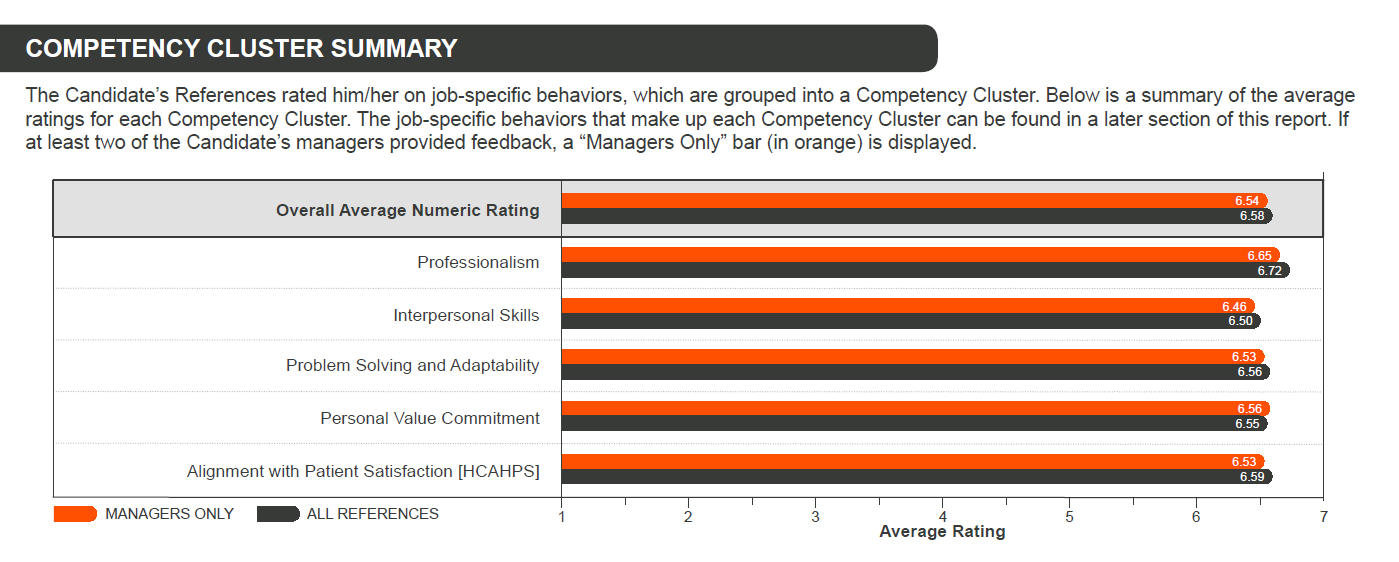 COMPETENCY CLUSTER SUMMARY
The Candidate’s References rated him/her on job-specific behaviors, which are grouped into a Competency Cluster. Below is a summary of the average
ratings for each Competency Cluster. The job-specific behaviors that make up each Competency Cluster can be found in a later section of this report. If
at least two of the Candidate’s managers provided feedback, a “Managers Only” bar (in orange) is displayed.
Overall Average Numeric Rating
6.54
6.58
Professionalism
6.65
6.72
Interpersonal Skills
6.46
6.50
Problem Solving and Adaptability
6.53
6.56
Personal Value Commitment
6.56
6.55
Alignment with Patient Satisfaction [HCAHPS]
6.53
6.59
MANAGERS ONLY ALL REFERENCES
1 2 3 4 5 6 7
Average Rating